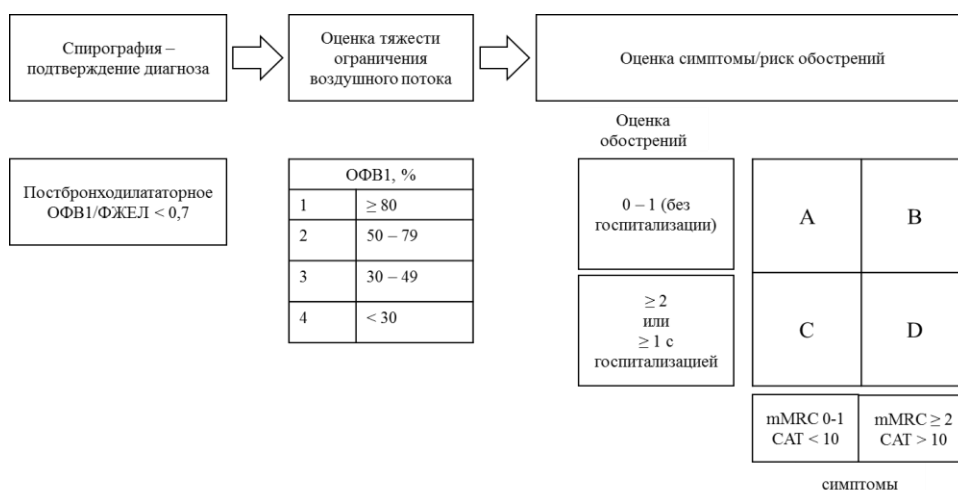 Спирография –
подтверждение диагноза
Оценка тяжести
ограничения
воздушного потока
Оценка симптомы/риск обострений
Постбронходилататорное
ОФВ1/ФЖЕЛ < 0,7
ОФВ1, %
1 ≥ 80
2 50 – 79
3 30 – 49
4 < 30
Оценка
обострений
0 – 1 (без
госпитализации)
A B
≥ 2
или
≥ 1 с
госпитализацией
C D
mMRC 0-1
CAT < 10
mMRC ≥ 2
CAT > 10
симптомы